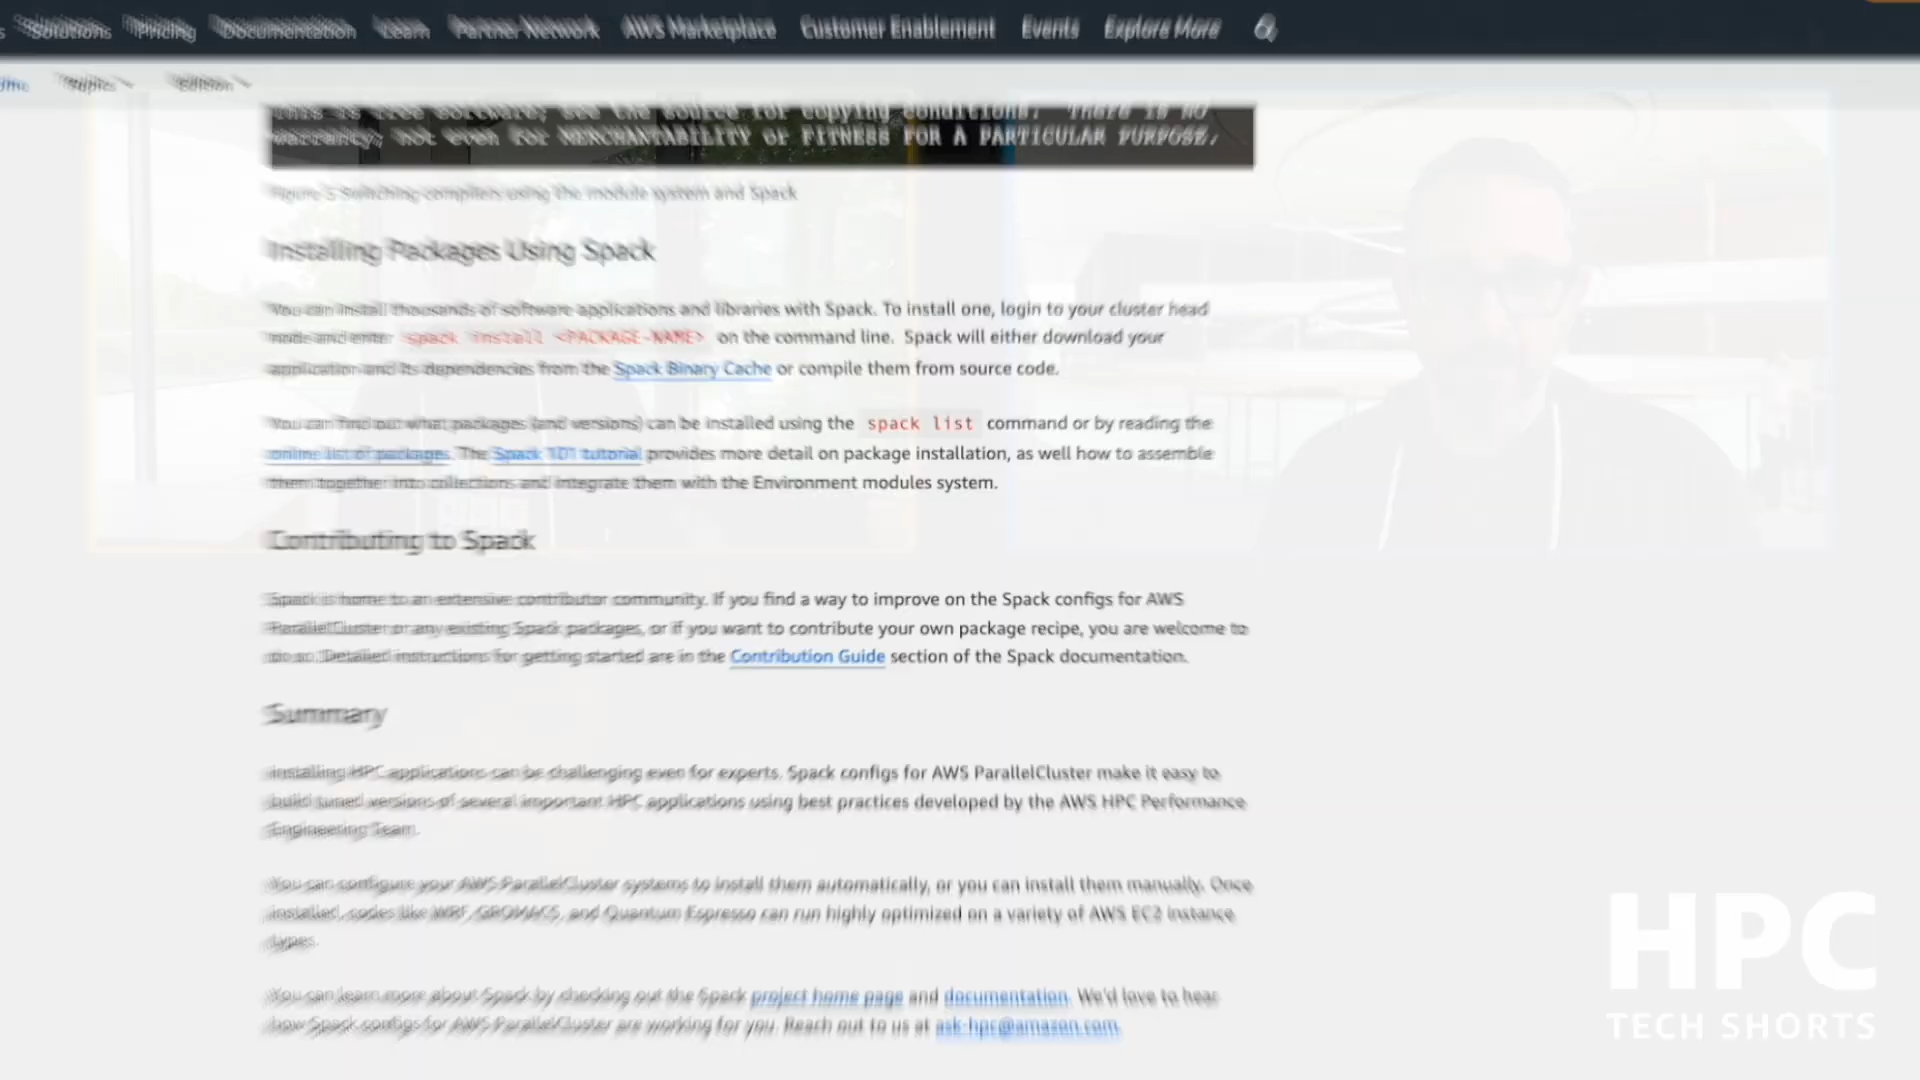 Solutions Pricing Documentation Learn Partner Network AWS Marketplace Customer Enablement Events Explore More
Topics Edition
This is free software; see the source for copying conditions. There is NO
warranty; not even for MERCHANTABILITY or FITNESS FOR A PARTICULAR PURPOSE.
Figure 5 Switching compilers using the module system and Spack
Installing Packages Using Spack
You can install thousands of software applications and libraries with Spack. To install one, login to your cluster head
node and enter spack install <PACKAGE-NAME> on the command line. Spack will either download your
application and its dependencies from the Spack Binary Cache or compile them from source code.
You can find out what packages (and versions) can be installed using the spack list command or by reading the
online list of packages. The Spack 101 tutorial provides more detail on package installation, as well how to assemble
them together into collections and integrate them with the Environment modules system.
Contributing to Spack
Spack is home to an extensive contributor community. If you find a way to improve on the Spack configs for AWS
ParallelCluster or any existing Spack packages, or if you want to contribute your own package recipe, you are welcome to
do so. Detailed instructions for getting started are in the Contribution Guide section of the Spack documentation.
Summary
Installing HPC applications can be challenging even for experts. Spack configs for AWS ParallelCluster make it easy to
build tuned versions of several important HPC applications using best practices developed by the AWS HPC Performance
Engineering Team.
You can configure your AWS ParallelCluster systems to install them automatically, or you can install them manually. Once
installed, codes like WRF, GROMACS, and Quantum Espresso can run highly optimized on a variety of AWS EC2 instance
types.
You can learn more about Spack by checking out the Spack project home page and documentation. We'd love to hear
how Spack configs for AWS ParallelCluster are working for you. Reach out to us at ask-hpc@amazon.com.
HPC
TECH SHORTS